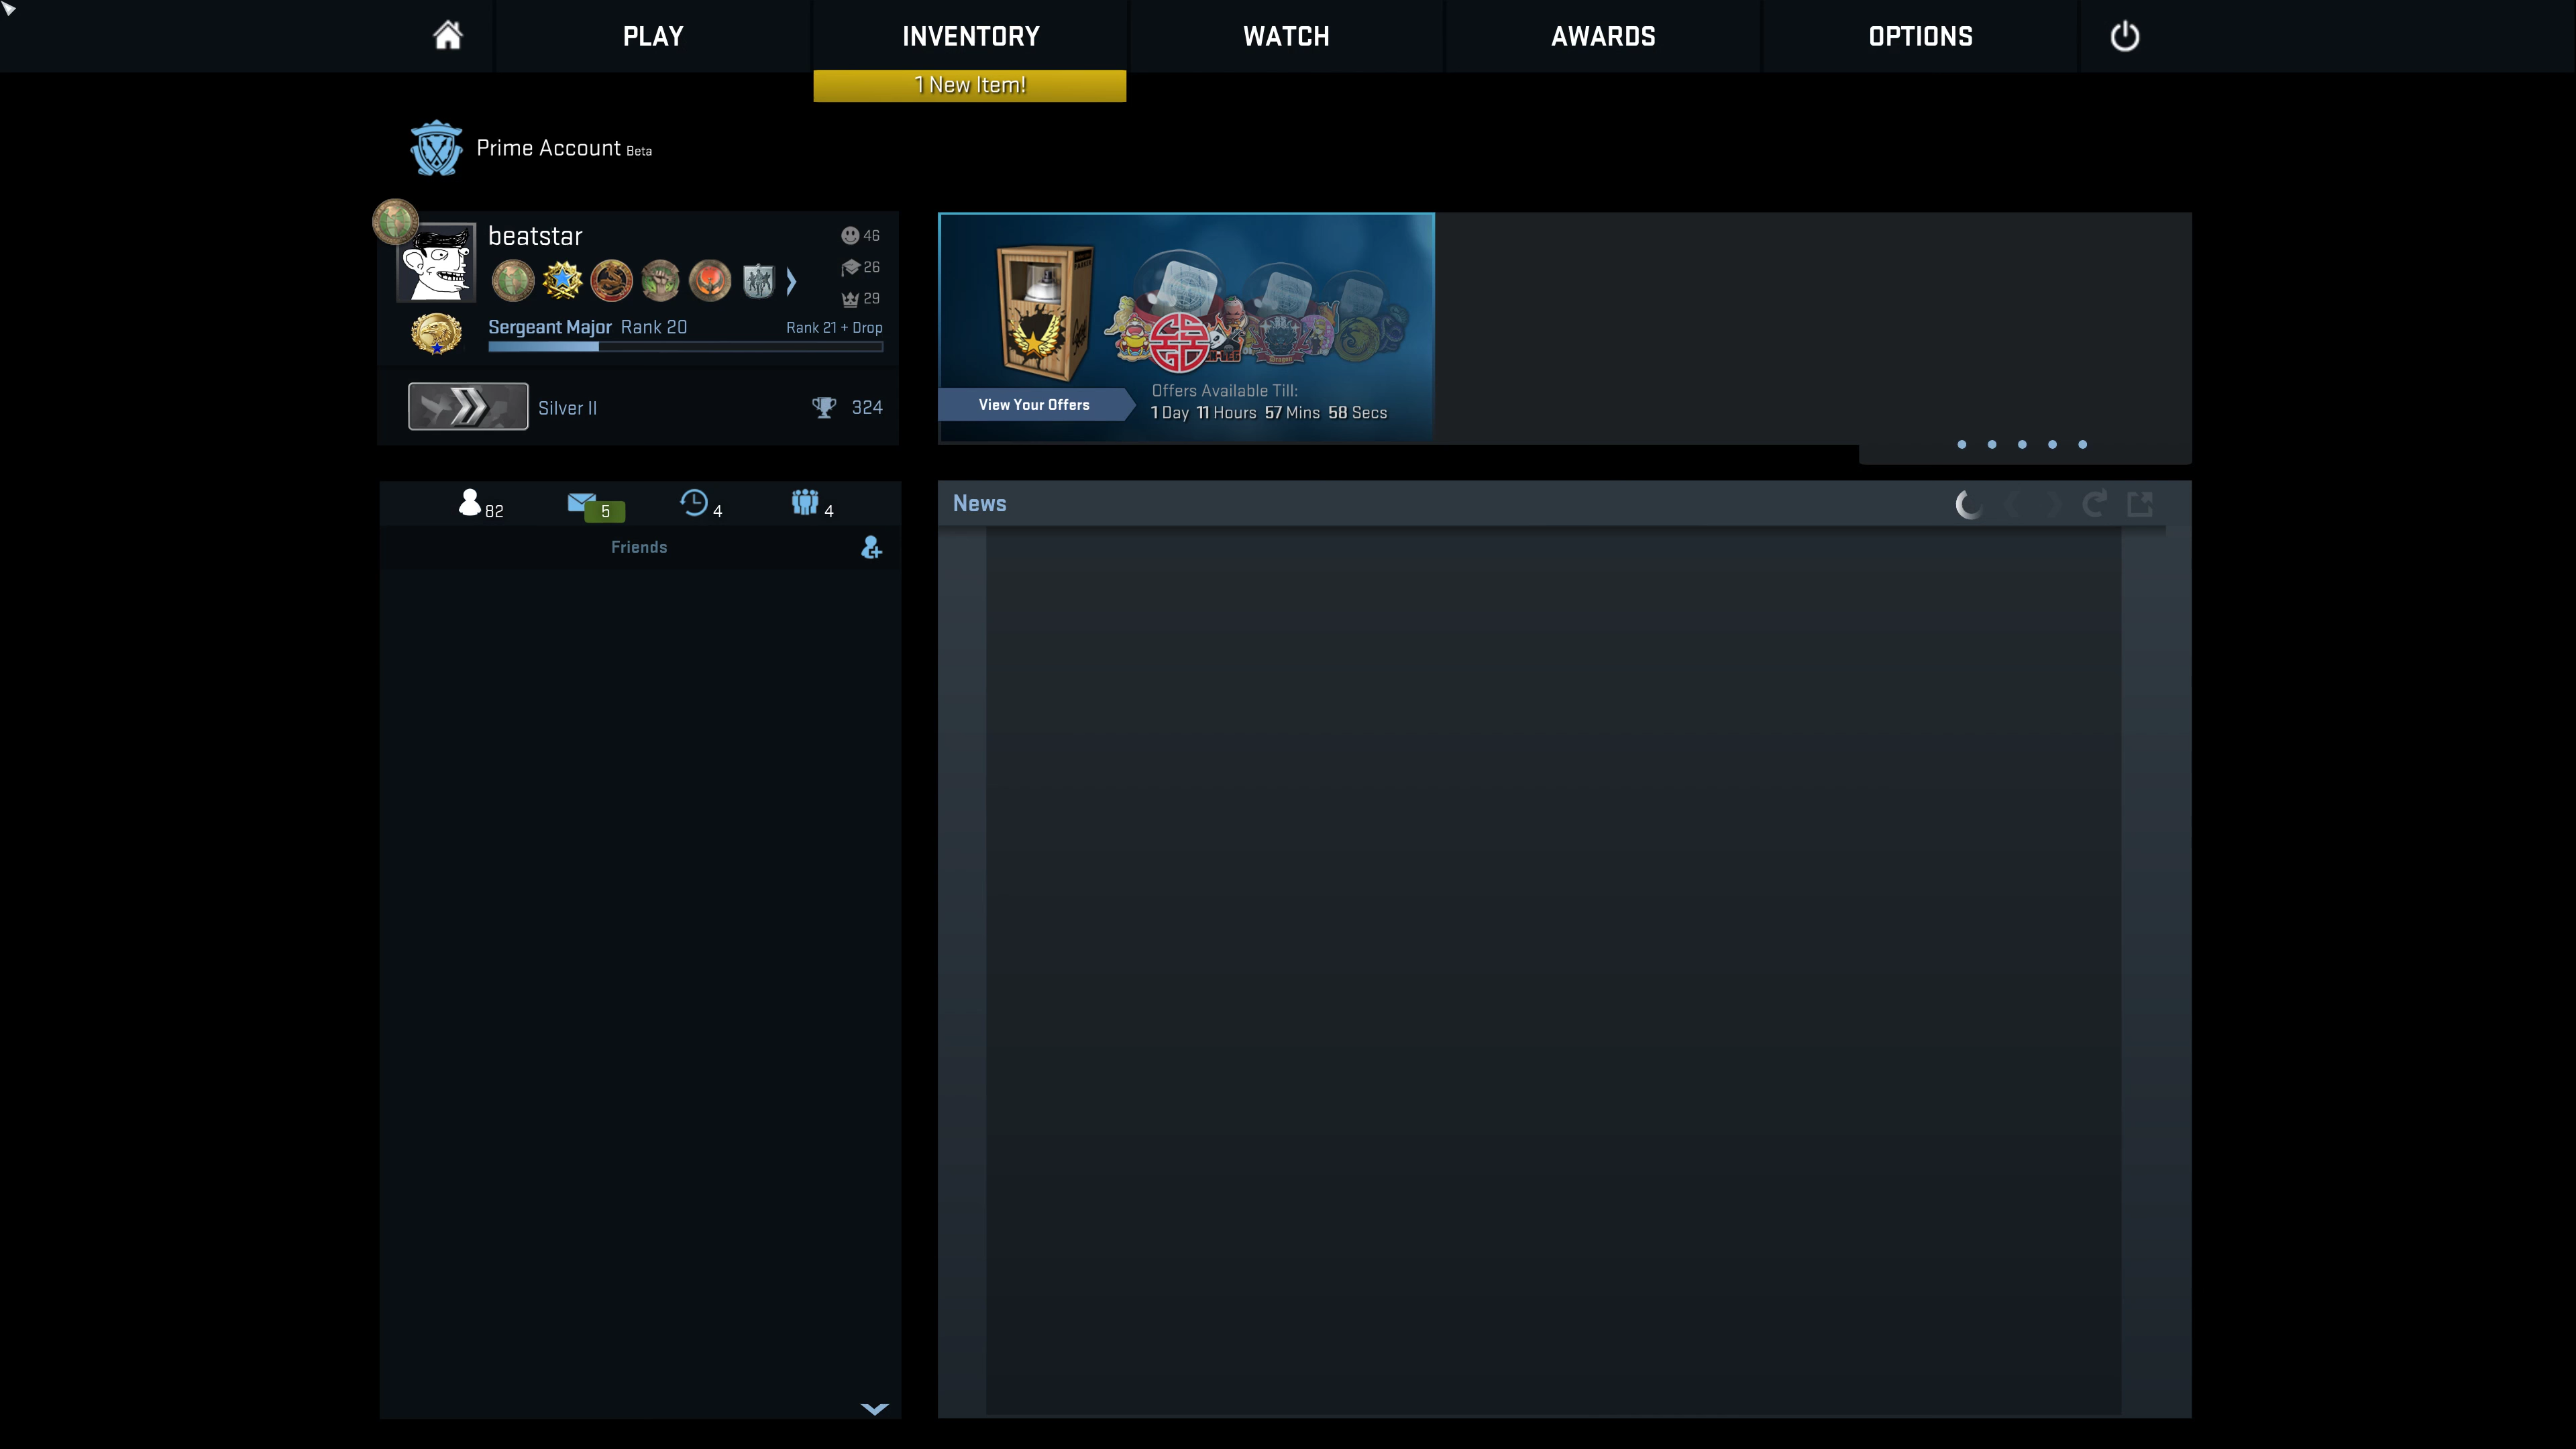 PLAY
INVENTORY
WATCH
AWARDS
OPTIONS
1 New Item!
Prime Account Beta
beatstar
46
26
29
Sergeant Major Rank 20
Rank 21 + Drop
Silver II
324
View Your Offers
Offers Available Till:
1 Day 11 Hours 57 Mins 58 Secs
82
5
4
4
Friends
News